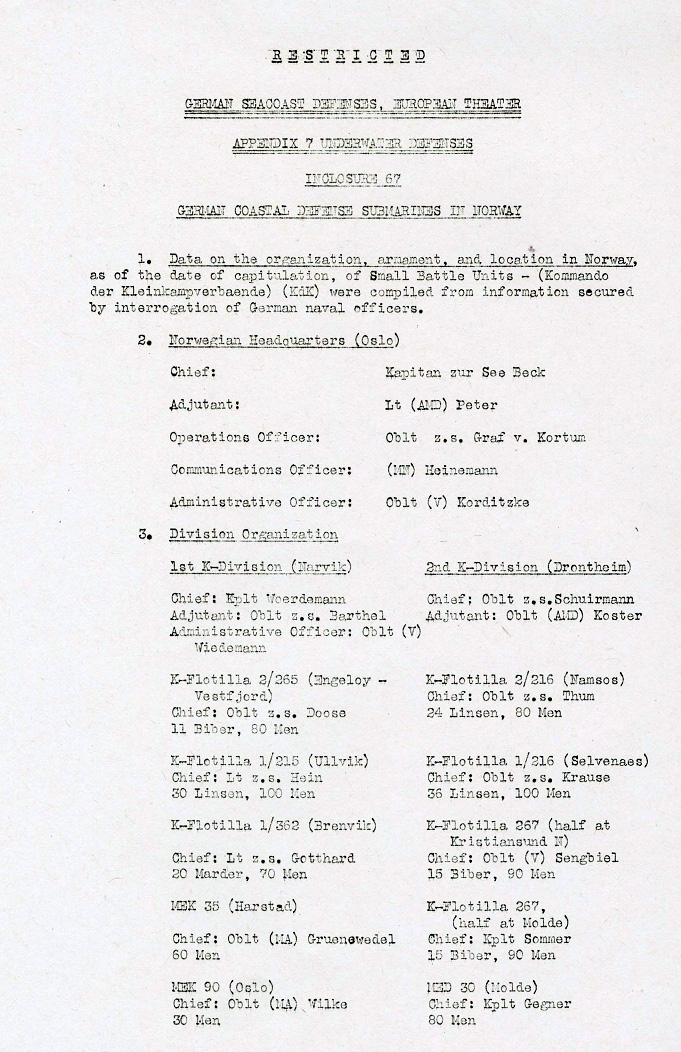 R E S T R I C T E D
GERMAN SEACOAST DEFENSES, EUROPEAN THEATER
APPENDIX 7 UNDERWATER DEFENSES
INCLOSURE 67
GERMAN COASTAL DEFENSE SUBMARINES IN NORWAY
1. Data on the organization, armament, and location in Norway,
as of the date of capitulation, of Small Battle Units - (Kommando
der Kleinkampverbaende) (KdK) were compiled from information secured
by interrogation of German naval officers.
2. Norwegian Headquarters (Oslo)
Chief: Kapitan zur See Beck
Adjutant: Lt (AMD) Peter
Operations Officer: Oblt z.s. Graf v. Kortum
Communications Officer: (MN) Heinemann
Administrative Officer: Oblt (V) Korditzke
3. Division Organization
1st K-Division (Narvik)
Chief: Kplt Woerdemann
Adjutant: Oblt z.s. Barthel
Administrative Officer: Oblt (V)
Wiedemann
K-Flotilla 2/265 (Engeloy -
Vestfjord)
Chief: Oblt z.s. Doose
11 Biber, 80 Men
K-Flotilla 1/215 (Ullvik)
Chief: Lt z.s. Hein
30 Linsen, 100 Men
K-Flotilla 1/362 (Brenvik)
Chief: Lt z.s. Gotthard
20 Marder, 70 Men
MEK 35 (Harstad)
Chief: Oblt (MA) Gruenewedel
60 Men
MEK 90 (Oslo)
Chief: Oblt (MA) Wilke
30 Men
2nd K-Division (Drontheim)
Chief; Oblt z.s.Schuirmann
Adjutant: Oblt (AMD) Koster
K-Flotilla 2/216 (Namsos)
Chief: Oblt z.s. Thum
24 Linsen, 80 Men
K-Flotilla 1/216 (Selvenaes)
Chief: Oblt z.s. Krause
36 Linsen, 100 Men
K-Flotilla 267 (half at
Kristiansund N)
Chief: Oblt (V) Sengbiel
15 Biber, 90 Men
K-Flotilla 267,
(half at Molde)
Chief: Kplt Sommer
15 Biber, 90 Men
MED 30 (Molde)
Chief: Kplt Gegner
80 Men